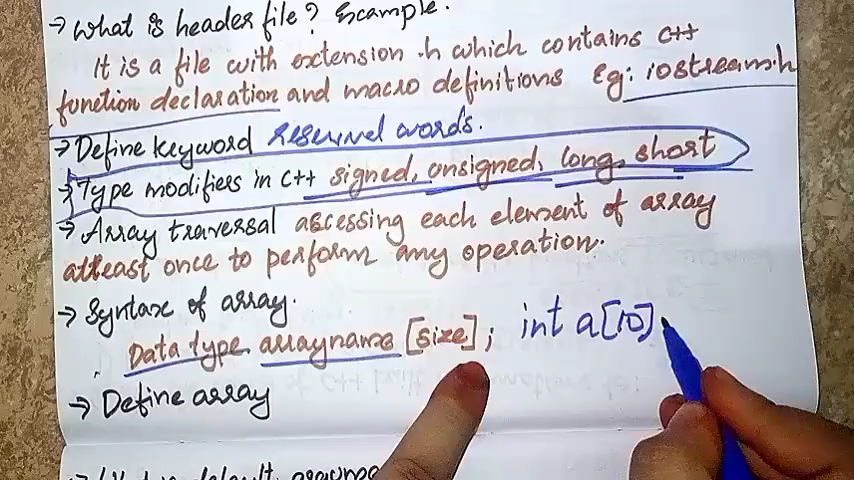 → What is header file? Example.
It is a file with extension .h which contains C++
function declaration and macro definitions Eg: iostream.h
→ Define keyword reserved words.
→ Type modifiers in C++ signed, unsigned, long, short
→ Array traversal accessing each element of array
atleast once to perform any operation.
→ Syntax of array.
Data type arrayname [size]; int a[10]
→ Define array
default